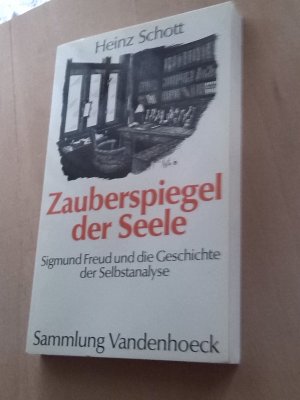 Heinz Schott
Zauberspiegel
der Seele
Sigmund Freud und die Geschichte
der Selbstanalyse
Sammlung Vandenhoeck